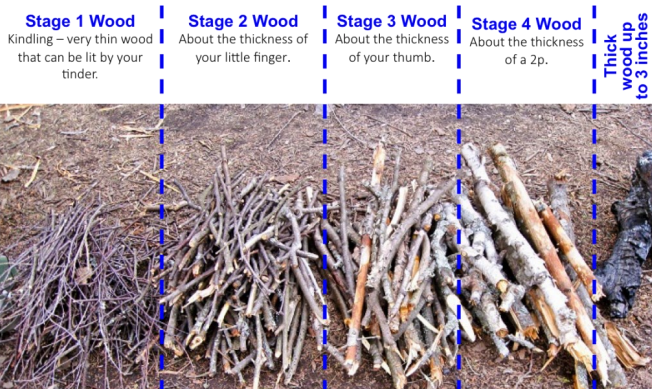 Stage 1 Wood
Kindling – very thin wood
that can be lit by your
tinder.
Stage 2 Wood
About the thickness of
your little finger.
Stage 3 Wood
About the thickness
of your thumb.
Stage 4 Wood
About the thickness
of a 2p.
Thick
wood up
to 3 inches